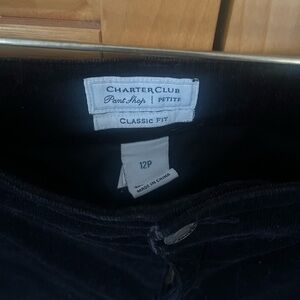 CHARTER CLUB
Pant Shop | PETITE
CLASSIC FIT
12P
MADE IN CHINA